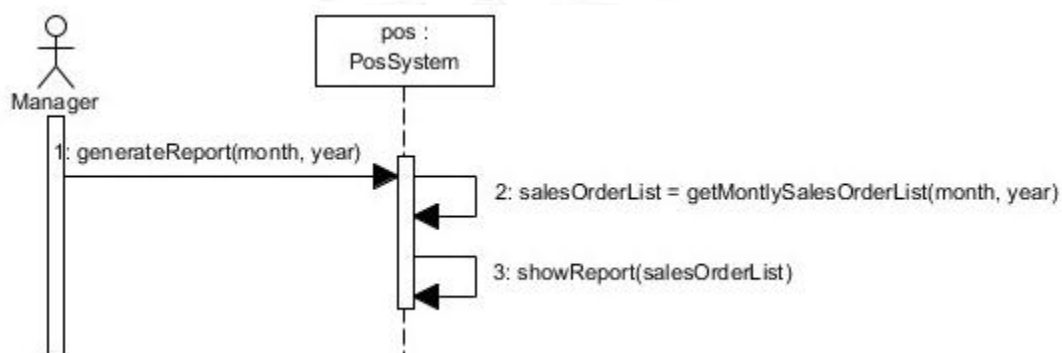 pos :
PosSystem
Manager
1: generateReport(month, year)
2: salesOrderList = getMontlySalesOrderList(month, year)
3: showReport(salesOrderList)